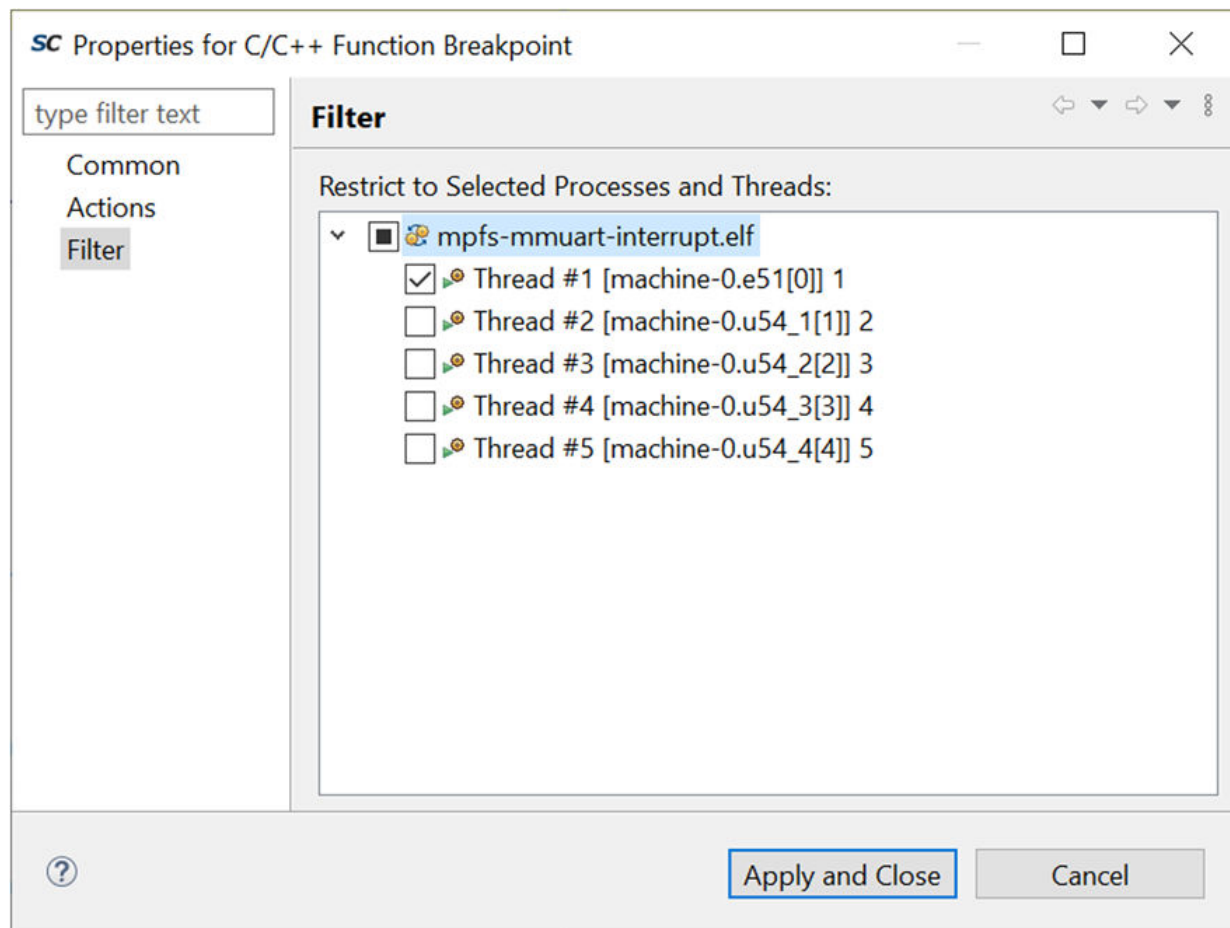 SC Properties for C/C++ Function Breakpoint
type filter text
Common
Actions
Filter
Filter
Restrict to Selected Processes and Threads:
mpfs-mmuart-interrupt.elf
Thread #1 [machine-0.e51[0]] 1
Thread #2 [machine-0.u54_1[1]] 2
Thread #3 [machine-0.u54_2[2]] 3
Thread #4 [machine-0.u54_3[3]] 4
Thread #5 [machine-0.u54_4[4]] 5
?
Apply and Close
Cancel